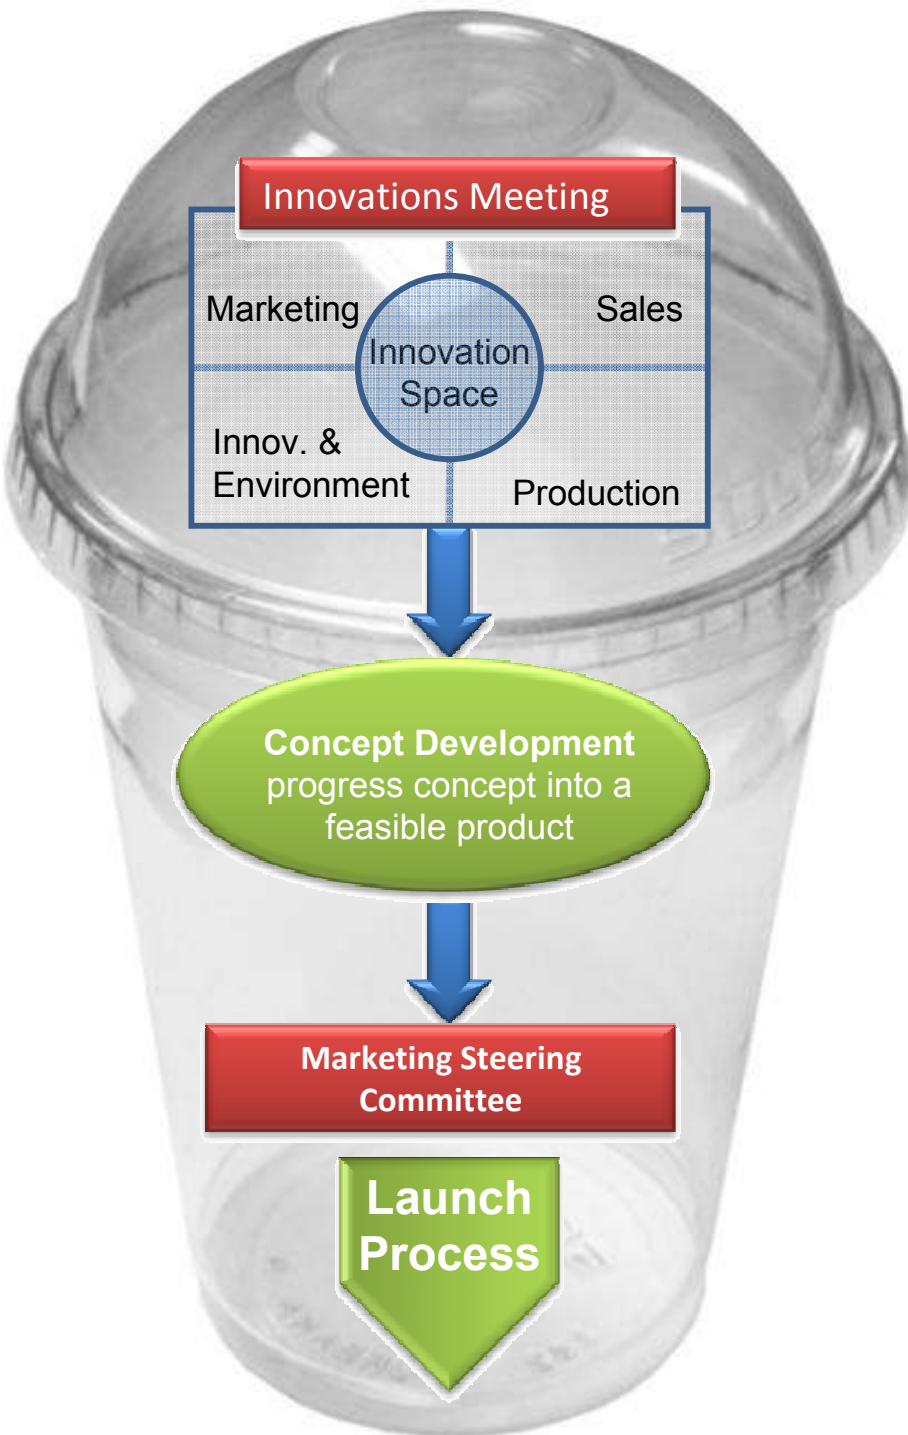 Innovations Meeting
Marketing
Sales
Innovation
Space
Innov. &
Environment
Production
Concept Development
progress concept into a
feasible product
Marketing Steering
Committee
Launch
Process